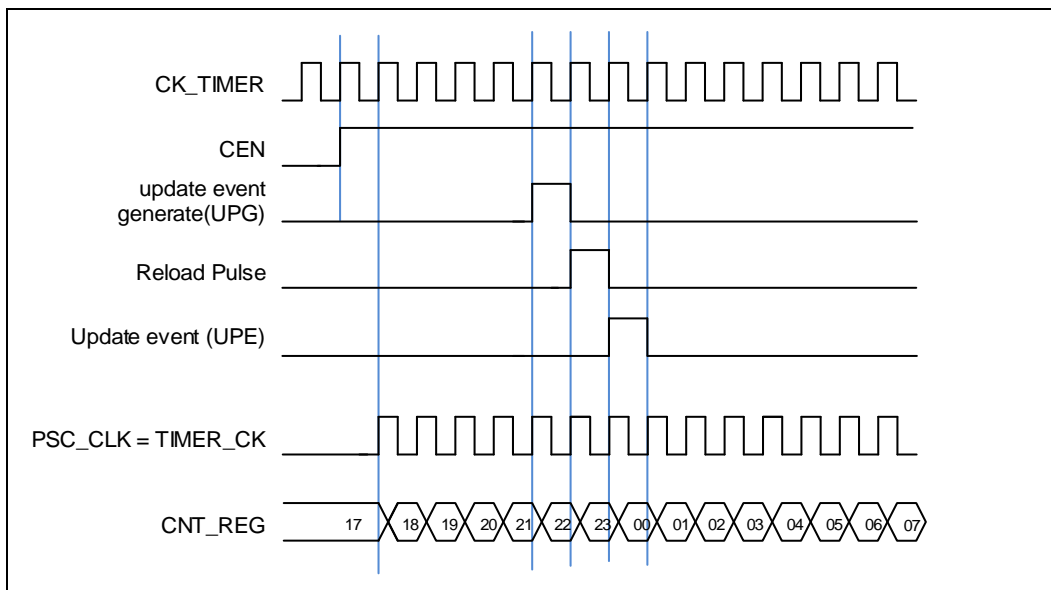 CK_TIMER
CEN
update event
generate(UPG)
Reload Pulse
Update event (UPE)
PSC_CLK = TIMER_CK
CNT_REG
17 18 19 20 21 22 23 00 01 02 03 04 05 06 07